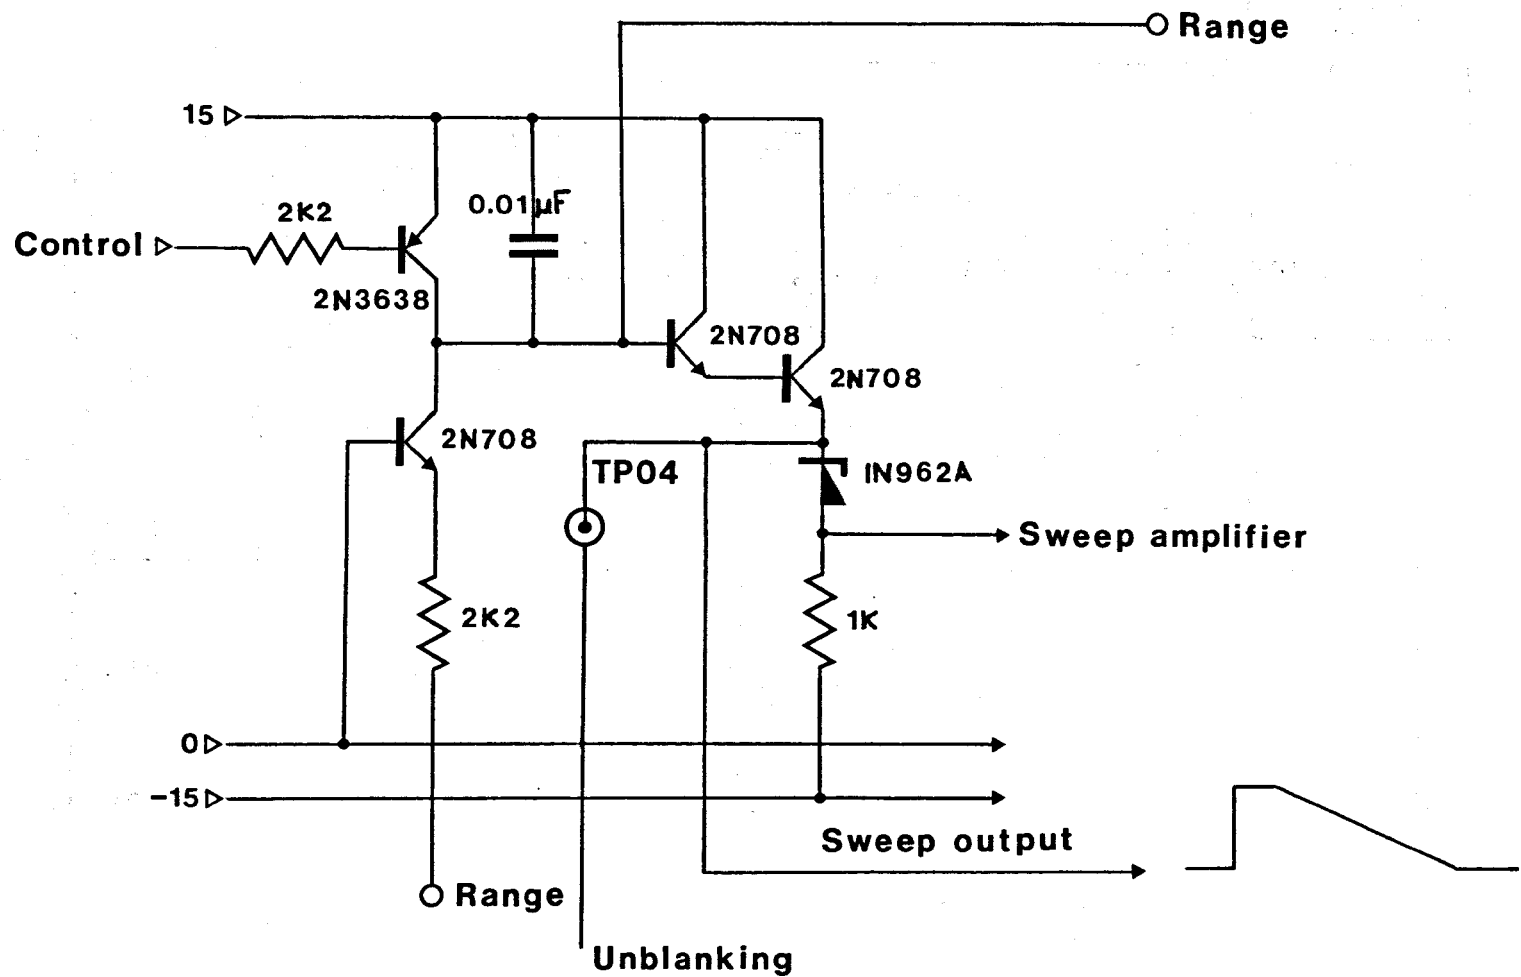 Range
15
0.01µF
2K2
Control
2N3638
2N708
2N708
2N708
TP04
IN962A
Sweep amplifier
2K2
1K
0
-15
Sweep output
Range
Unblanking